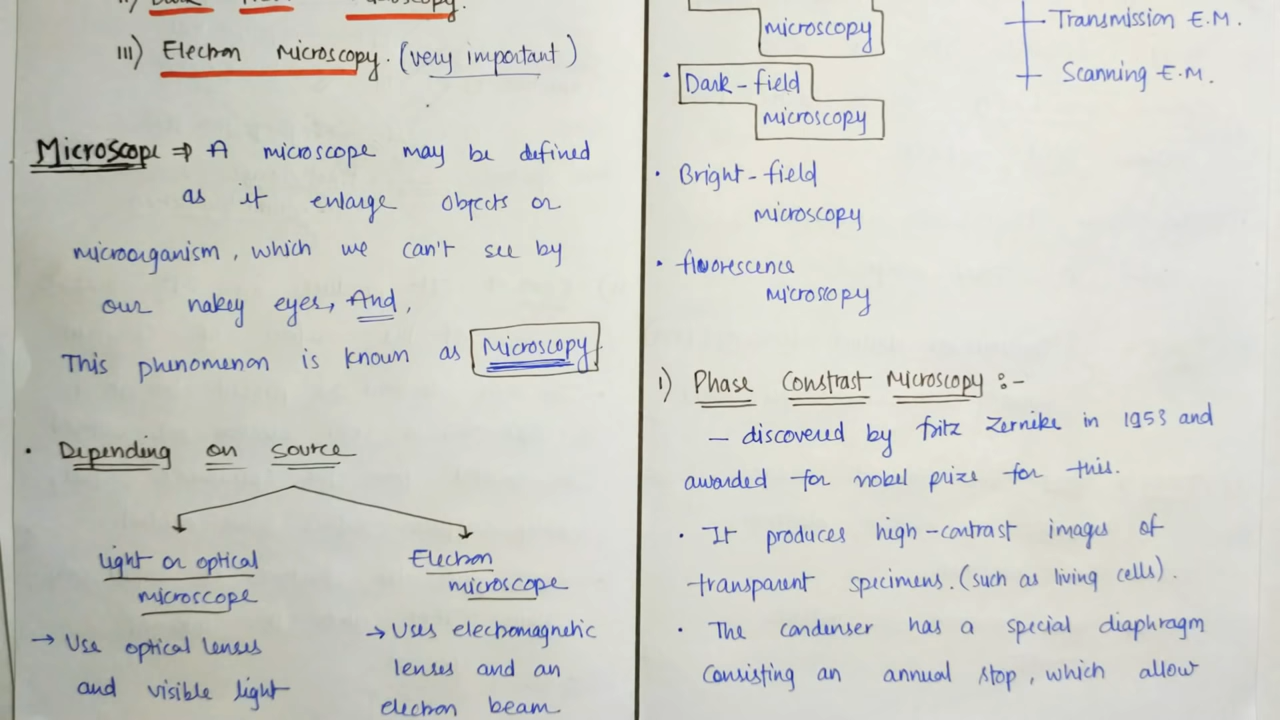 III) Electron Microscopy. (very important)
Microscope ⇒ A microscope may be defined
as it enlarge objects or
microorganism, which we can't see by
our nakey eyes, And,
This phenomenon is known as Microscopy.
• Depending on source
light or optical
microscope
→ Use optical lenses
and visible light
Electron
microscope
→ Uses electromagnetic
lenses and an
electron beam
microscopy
• Dark-field
microscopy
• Bright-field
microscopy
• fluorescence
microscopy
Transmission E.M.
Scanning E.M.
1) Phase Constrast Microscopy :-
— discovered by fritz Zernike in 1953 and
awarded for nobel prize for this.
• It produces high-contrast images of
transparent specimens. (such as living cells).
• The condenser has a special diaphragm
consisting an annual stop, which allow